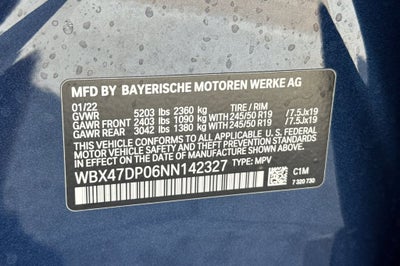 MFD BY BAYERISCHE MOTOREN WERKE AG
01/22
GVWR 5203 lbs 2360 kg TIRE / RIM
GAWR FRONT 2403 lbs 1090 kg WITH 245/50 R19 /7.5Jx19
GAWR REAR 3042 lbs 1380 kg WITH 245/50 R19 /7.5Jx19
THIS VEHICLE CONFORMS TO ALL APPLICABLE U.S. FEDERAL
MOTOR VEHICLE SAFETY STANDARDS IN EFFECT ON THE
DATE OF MANUFACTURE SHOWN ABOVE.
WBX47DP06NN142327 TYPE: MPV
C1M
7 320 730